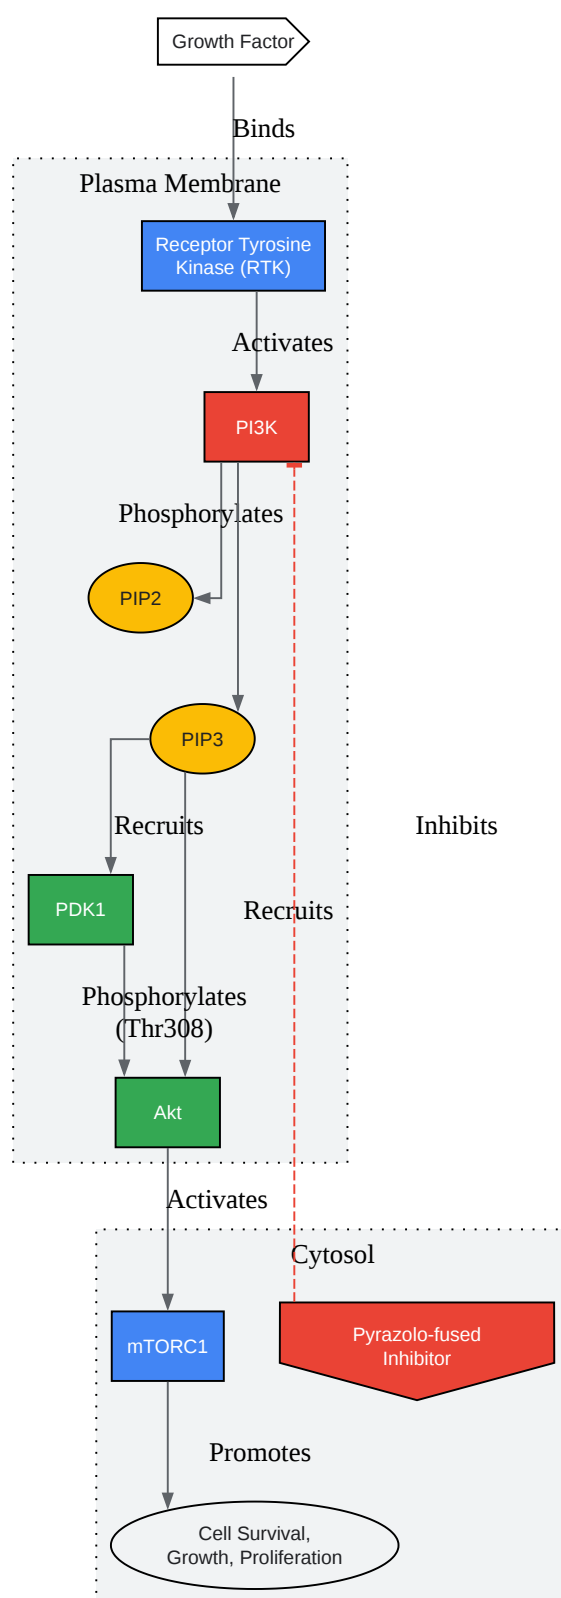 Growth Factor
Binds
Plasma Membrane
Receptor Tyrosine
Kinase (RTK)
Activates
PI3K
Phosphorylates
PIP2
PIP3
Recruits
Inhibits
PDK1
Recruits
Phosphorylates
(Thr308)
Akt
Activates
Cytosol
mTORC1
Pyrazolo-fused
Inhibitor
Promotes
Cell Survival,
Growth, Proliferation